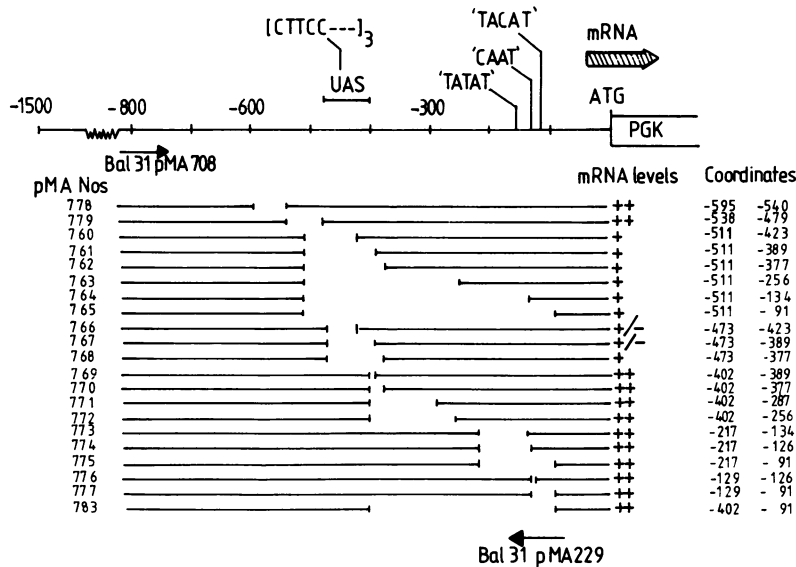 [CTTCC---]3
'TACAT'
'CAAT'
'TATAT'
mRNA
UAS
-1500 -800 -600 -300 ATG
PGK
Bal 31 pMA 708
pMA Nos mRNA levels Coordinates
778 ++ -595 -540
779 ++ -538 -479
760 + -511 -423
761 + -511 -389
762 + -511 -377
763 + -511 -256
764 + -511 -134
765 + -511 - 91
766 +/- -473 -423
767 +/- -473 -389
768 + -473 -377
769 ++ -402 -389
770 ++ -402 -377
771 ++ -402 -287
772 ++ -402 -256
773 ++ -217 -134
774 ++ -217 -126
775 ++ -217 - 91
776 ++ -129 -126
777 ++ -129 - 91
783 ++ -402 - 91
Bal 31 pMA229